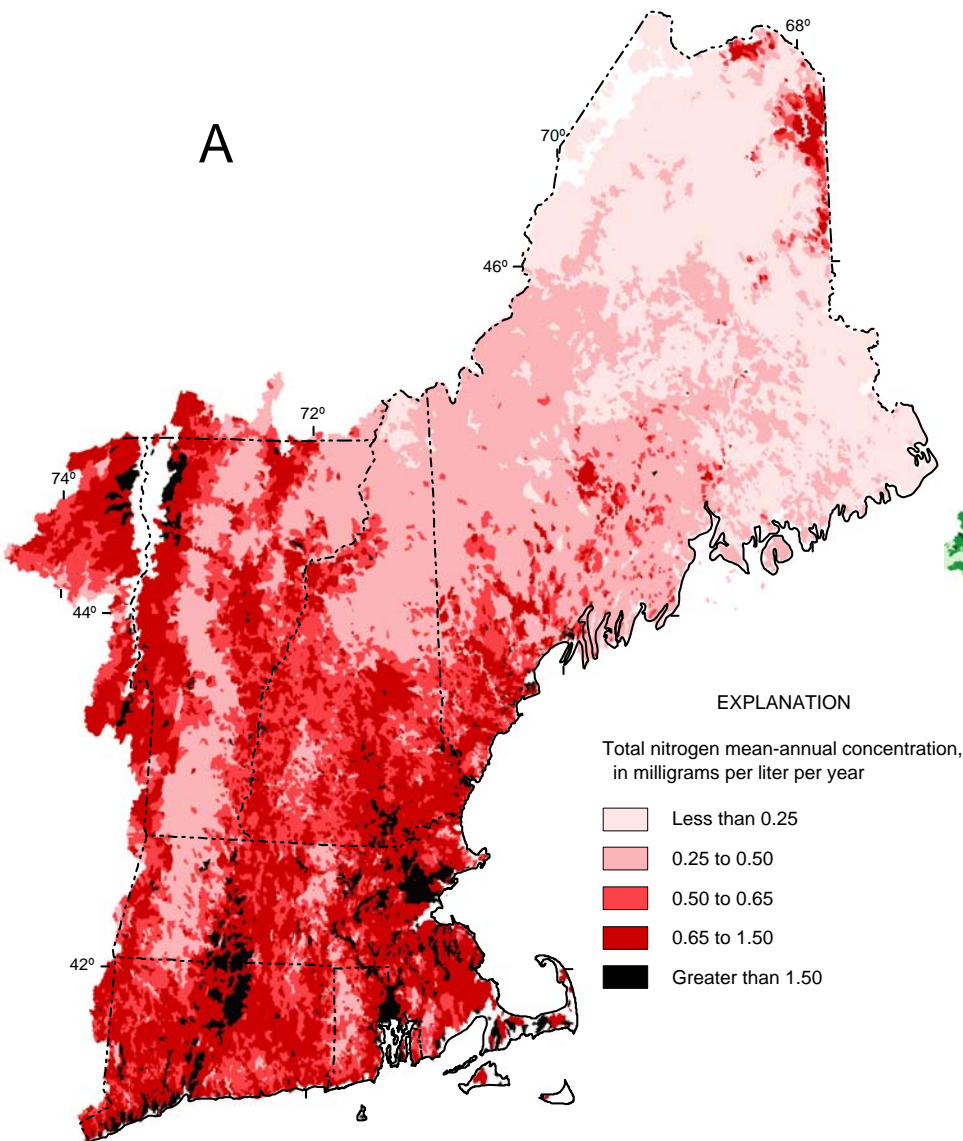 A
68º
70º
46º
72º
74º
44º
42º
EXPLANATION
Total nitrogen mean-annual concentration,
in milligrams per liter per year
Less than 0.25
0.25 to 0.50
0.50 to 0.65
0.65 to 1.50
Greater than 1.50